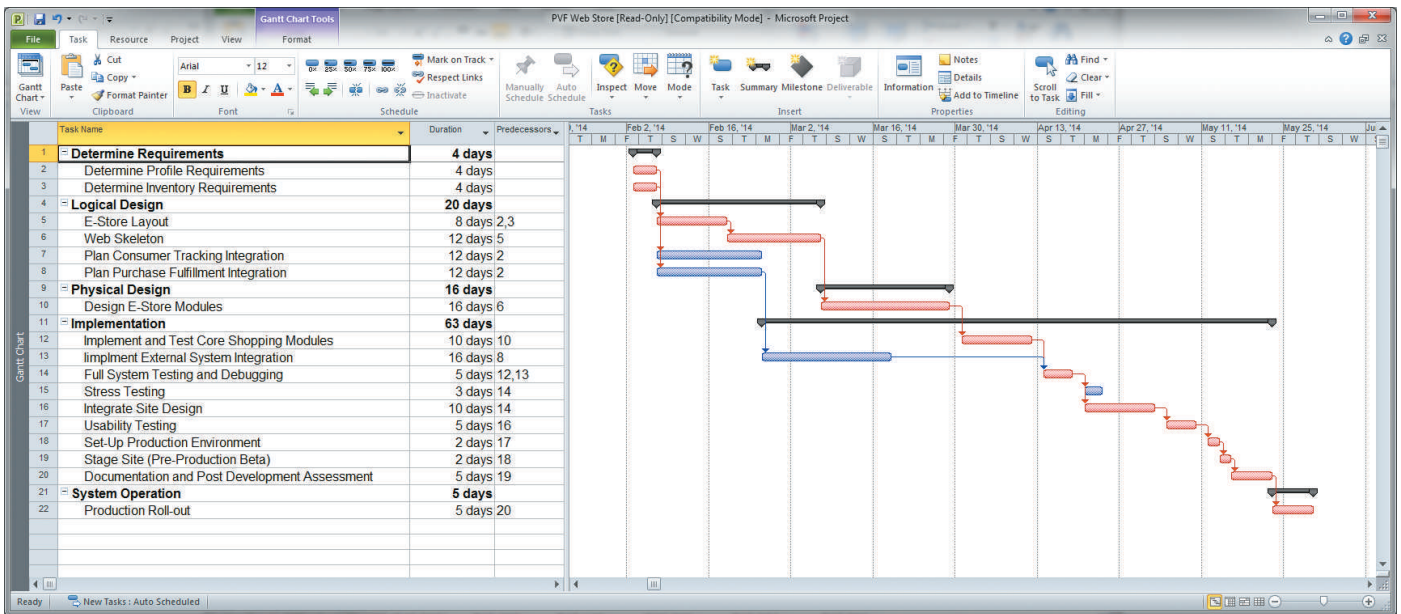 Gantt Chart Tools
PVF Web Store [Read-Only] [Compatibility Mode] - Microsoft Project
File Task Resource Project View Format
Gantt Chart
View
Paste
Cut
Copy
Format Painter
Clipboard
Arial 12
B I U A
Font
0x 25x 50x 75x 100x
Mark on Track
Respect Links
Inactivate
Schedule
Manually Schedule
Auto Schedule
Inspect
Move
Mode
Tasks
Task
Summary
Milestone
Deliverable
Insert
Information
Notes
Details
Add to Timeline
Properties
Scroll to Task
Find
Clear
Fill
Editing
Task Name Duration Predecessors
), '14 Feb 2, '14 Feb 16, '14 Mar 2, '14 Mar 16, '14 Mar 30, '14 Apr 13, '14 Apr 27, '14 May 11, '14 May 25, '14 Ju
T M F T S W S T M F T S W S T M F T S W S T M F T S W S T M F T S W S
1 Determine Requirements 4 days
2 Determine Profile Requirements 4 days
3 Determine Inventory Requirements 4 days
4 Logical Design 20 days
5 E-Store Layout 8 days 2,3
6 Web Skeleton 12 days 5
7 Plan Consumer Tracking Integration 12 days 2
8 Plan Purchase Fulfillment Integration 12 days 2
9 Physical Design 16 days
10 Design E-Store Modules 16 days 6
11 Implementation 63 days
12 Implement and Test Core Shopping Modules 10 days 10
13 Iimplment External System Integration 16 days 8
14 Full System Testing and Debugging 5 days 12,13
15 Stress Testing 3 days 14
16 Integrate Site Design 10 days 14
17 Usability Testing 5 days 16
18 Set-Up Production Environment 2 days 17
19 Stage Site (Pre-Production Beta) 2 days 18
20 Documentation and Post Development Assessment 5 days 19
21 System Operation 5 days
22 Production Roll-out 5 days 20
Gantt Chart
Ready New Tasks : Auto Scheduled